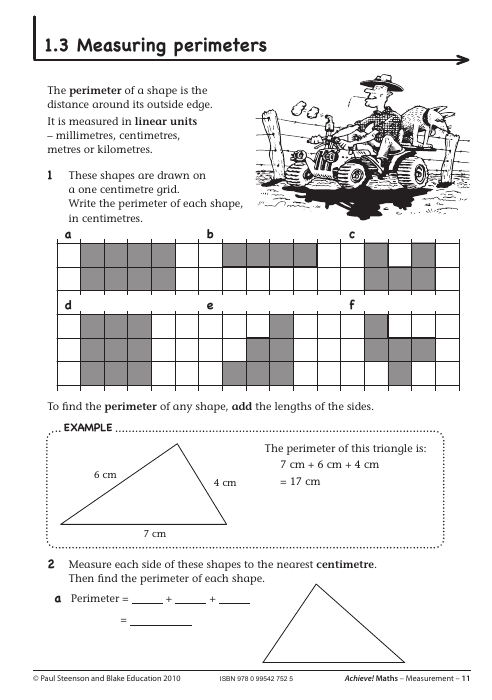 1.3 Measuring perimeters
The perimeter of a shape is the
distance around its outside edge.
It is measured in linear units
– millimetres, centimetres,
metres or kilometres.
1 These shapes are drawn on
a one centimetre grid.
Write the perimeter of each shape,
in centimetres.
a b c
d e f
To find the perimeter of any shape, add the lengths of the sides.
EXAMPLE
The perimeter of this triangle is:
7 cm + 6 cm + 4 cm
= 17 cm
6 cm
4 cm
7 cm
2 Measure each side of these shapes to the nearest centimetre.
Then find the perimeter of each shape.
a Perimeter = _____ + _____ + _____
= __________
© Paul Steenson and Blake Education 2010 ISBN 978 0 99542 752 5 Achieve! Maths – Measurement – 11